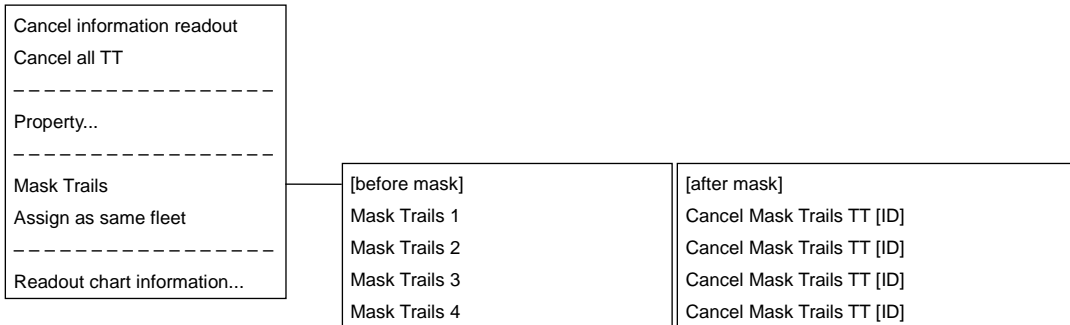 Cancel information readout
Cancel all TT
Property...
Mask Trails
Assign as same fleet
Readout chart information...
[before mask]
Mask Trails 1
Mask Trails 2
Mask Trails 3
Mask Trails 4
[after mask]
Cancel Mask Trails TT [ID]
Cancel Mask Trails TT [ID]
Cancel Mask Trails TT [ID]
Cancel Mask Trails TT [ID]